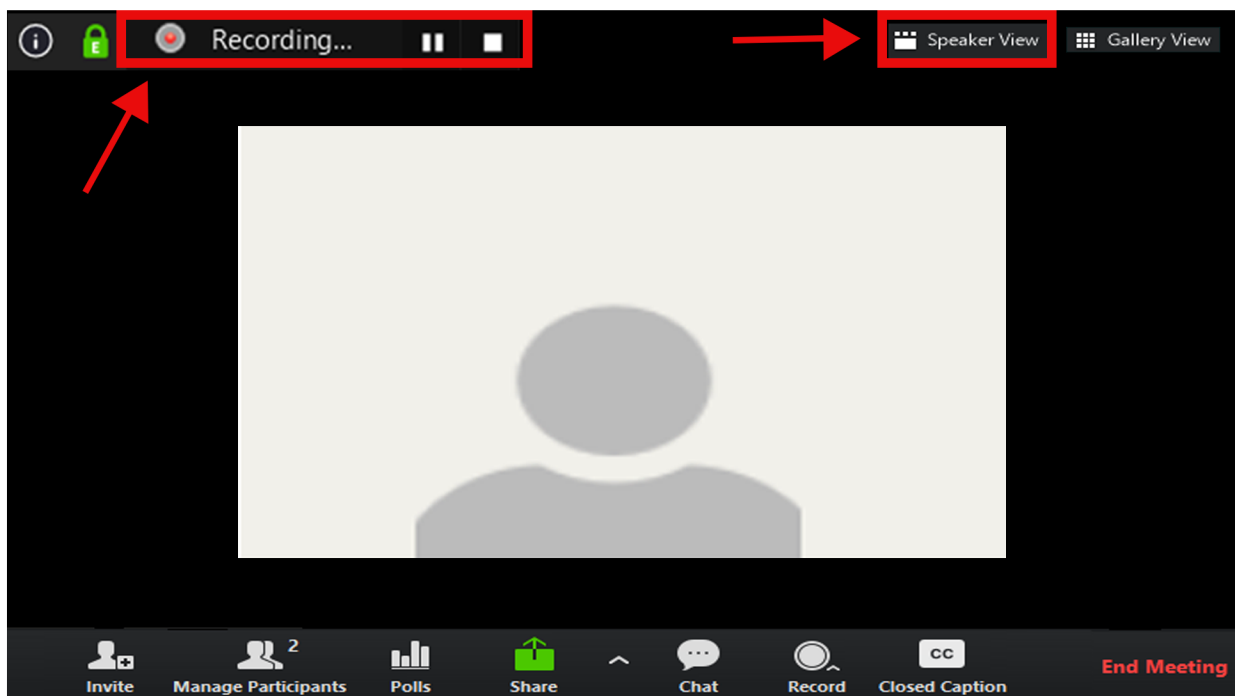 Recording...
Speaker View
Gallery View
E
2
Invite
Manage Participants
Polls
Share
Chat
Record
CC
Closed Caption
End Meeting